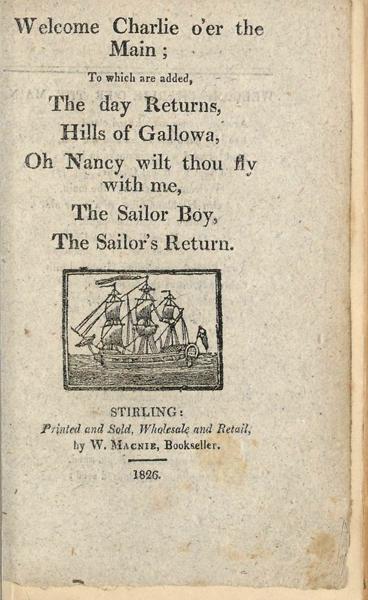 Welcome Charlie o'er the
Main;
To which are added,
The day Returns,
Hills of Gallowa,
Oh Nancy wilt thou fly
with me,
The Sailor Boy,
The Sailor's Return.
STIRLING:
Printed and Sold, Wholesale and Retail,
by W. MACNIE, Bookseller.
1826.